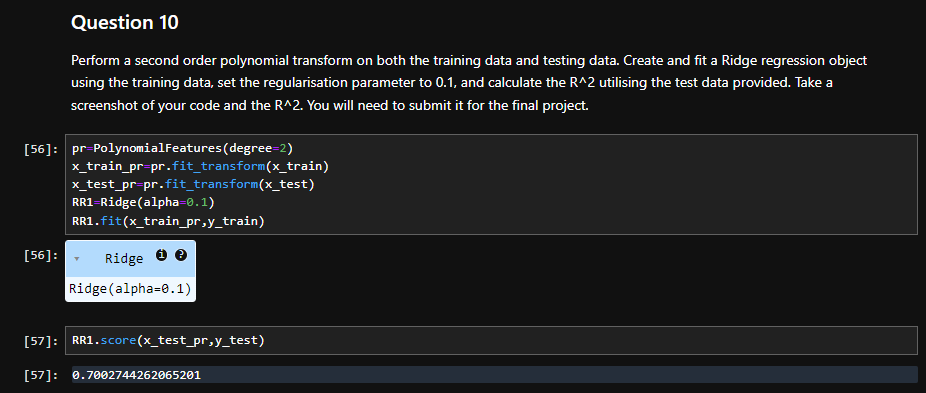 Question 10
Perform a second order polynomial transform on both the training data and testing data. Create and fit a Ridge regression object
using the training data, set the regularisation parameter to 0.1, and calculate the R^2 utilising the test data provided. Take a
screenshot of your code and the R^2. You will need to submit it for the final project.
[56]: pr=PolynomialFeatures(degree=2)
x_train_pr=pr.fit_transform(x_train)
x_test_pr=pr.fit_transform(x_test)
RR1=Ridge(alpha=0.1)
RR1.fit(x_train_pr,y_train)
[56]: ▾ Ridge i ?
Ridge(alpha=0.1)
[57]: RR1.score(x_test_pr,y_test)
[57]: 0.7002744262065201